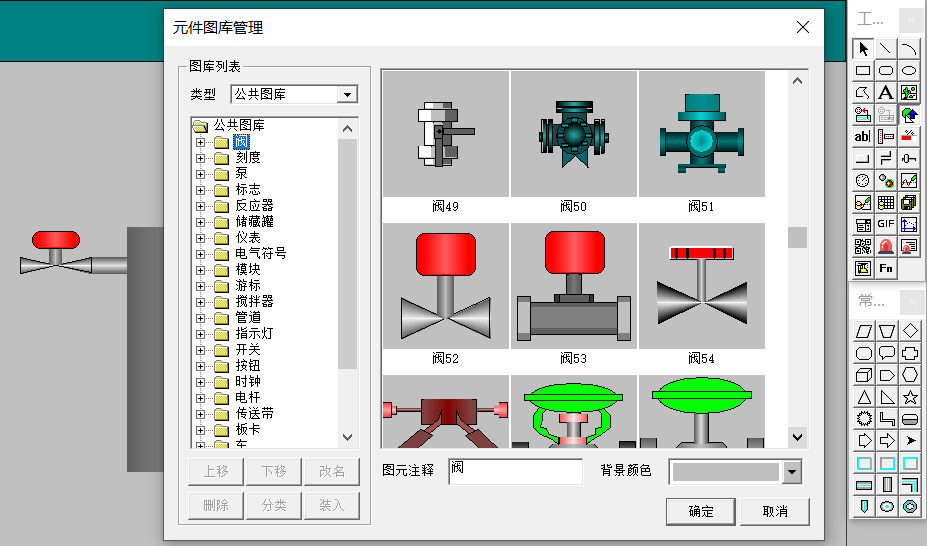 元件图库管理
工...
图库列表
类型
公共图库
公共图库
阀
刻度
泵
标志
反应器
储藏罐
仪表
电气符号
模块
游标
搅拌器
管道
指示灯
开关
按钮
时钟
电杆
传送带
板卡
车
上移
下移
改名
删除
分类
装入
阀49
阀50
阀51
阀52
阀53
阀54
图元注释
阀
背景颜色
确定
取消
A
ab
GIF
Fn
常...